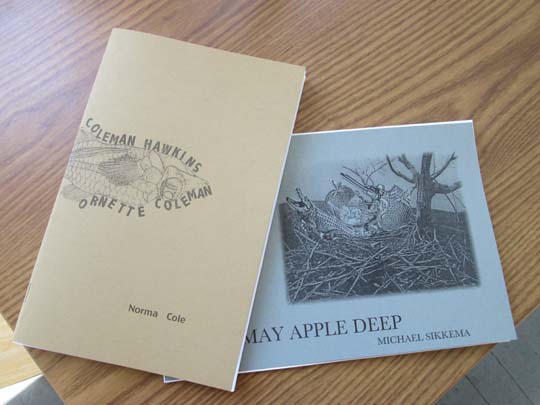 COLEMAN HAWKINS
ORNETTE COLEMAN
Norma Cole
MAY APPLE DEEP
MICHAEL SIKKEMA